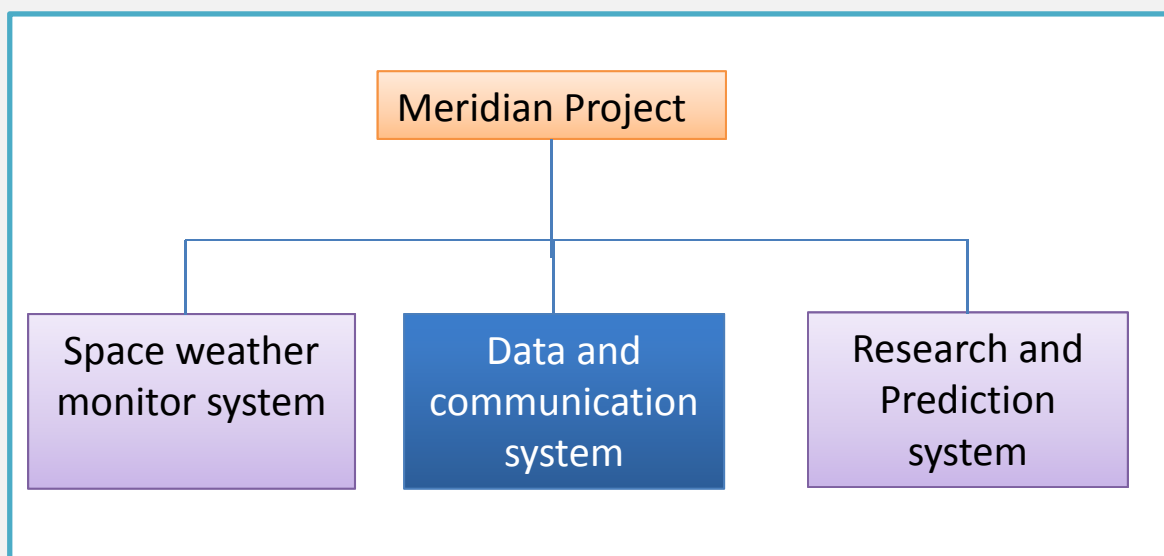 Meridian Project
Space weather
monitor system
Data and
communication
system
Research and
Prediction
system